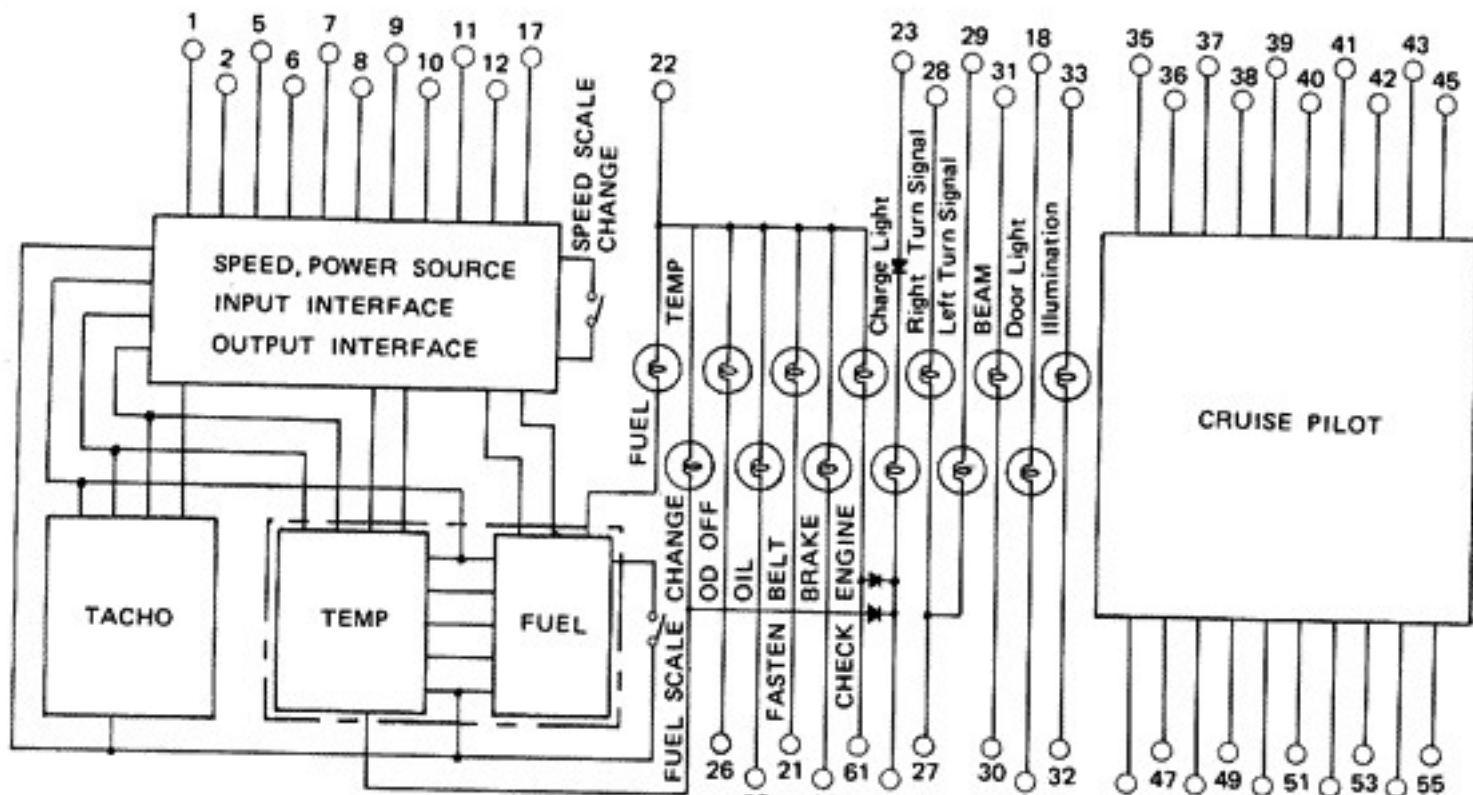 1
2
5
6
7
8
9
10
11
12
17
22
23
28
29
31
18
33
35
36
37
38
39
40
41
42
43
45
SPEED SCALE
CHANGE
SPEED, POWER SOURCE
INPUT INTERFACE
OUTPUT INTERFACE
TEMP
FUEL
Charge Light
Right Turn Signal
Left Turn Signal
BEAM
Door Light
Illumination
CRUISE PILOT
TACHO
TEMP
FUEL
FUEL SCALE CHANGE
OD OFF
OIL
FASTEN BELT
BRAKE
CHECK ENGINE
26
21
61
27
30
32
47
49
51
53
55